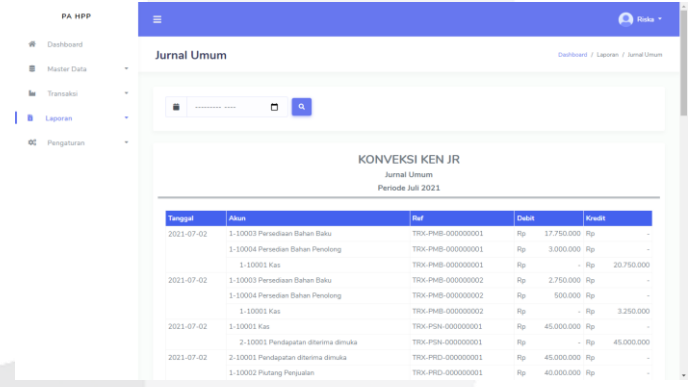 PA HPP
Riska
Dashboard
Jurnal Umum
Dashboard / Laporan / Jurnal Umum
Master Data
Transaksi
Laporan
Pengaturan
--------- ----
KONVEKSI KEN JR
Jurnal Umum
Periode Juli 2021
Tanggal Akun Ref Debit Kredit
2021-07-02 1-10003 Persediaan Bahan Baku TRX-PMB-000000001 Rp 17.750.000 Rp -
1-10004 Persedian Bahan Penolong TRX-PMB-000000001 Rp 3.000.000 Rp -
1-10001 Kas TRX-PMB-000000001 Rp - Rp 20.750.000
2021-07-02 1-10003 Persediaan Bahan Baku TRX-PMB-000000002 Rp 2.750.000 Rp -
1-10004 Persedian Bahan Penolong TRX-PMB-000000002 Rp 500.000 Rp -
1-10001 Kas TRX-PMB-000000002 Rp - Rp 3.250.000
2021-07-02 1-10001 Kas TRX-PSN-000000001 Rp 45.000.000 Rp -
2-10001 Pendapatan diterima dimuka TRX-PSN-000000001 Rp - Rp 45.000.000
2021-07-02 2-10001 Pendapatan diterima dimuka TRX-PRD-000000001 Rp 45.000.000 Rp -
1-10002 Piutang Penjualan TRX-PRD-000000001 Rp 40.000.000 Rp -